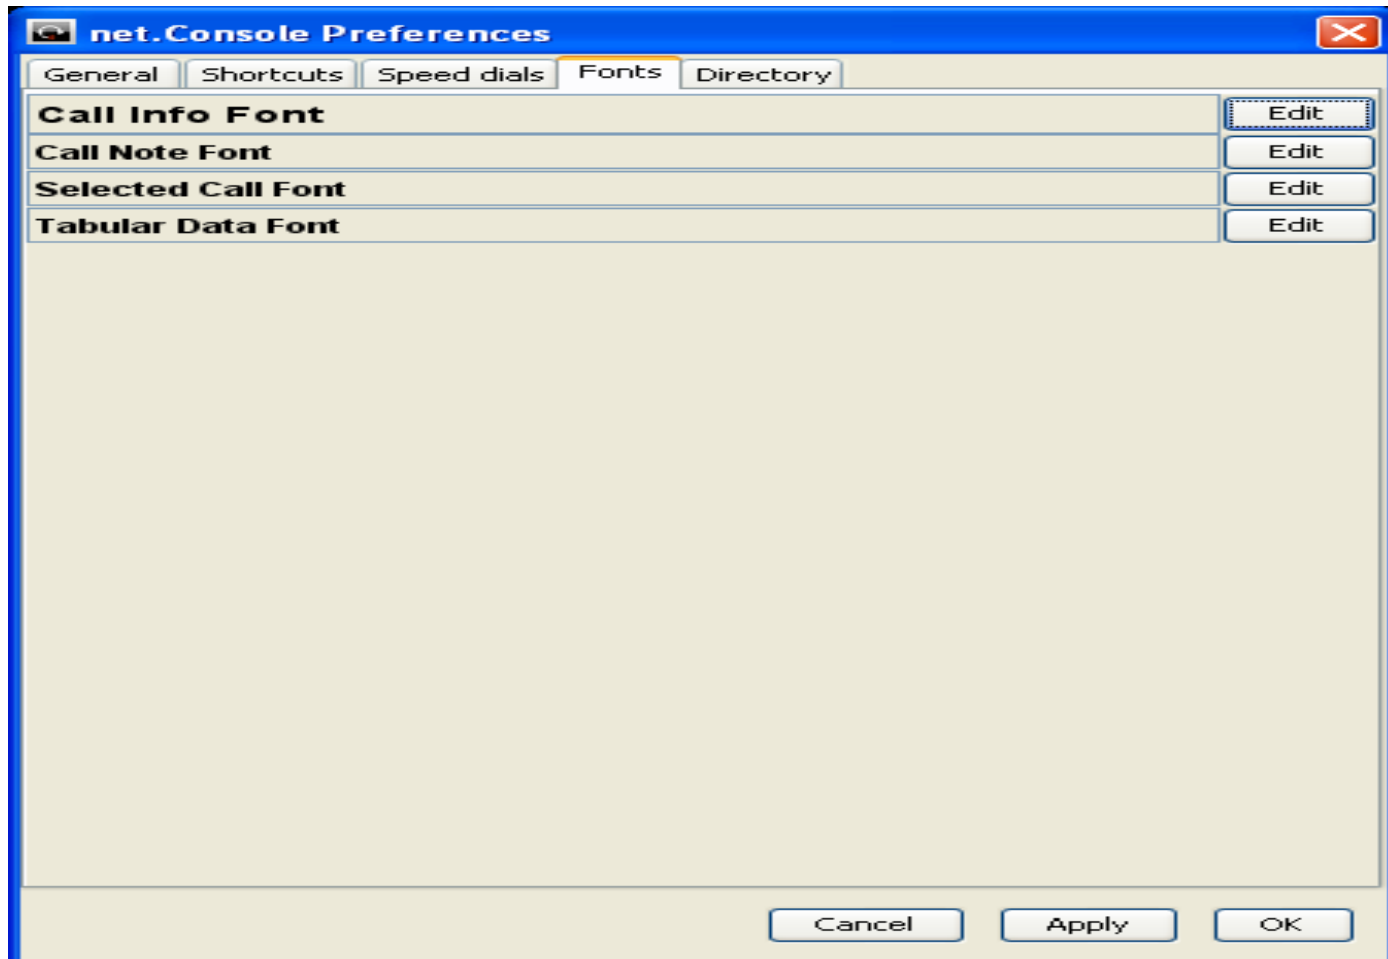 net.Console Preferences
General Shortcuts Speed dials Fonts Directory
Call Info Font Edit
Call Note Font Edit
Selected Call Font Edit
Tabular Data Font Edit
Cancel Apply OK